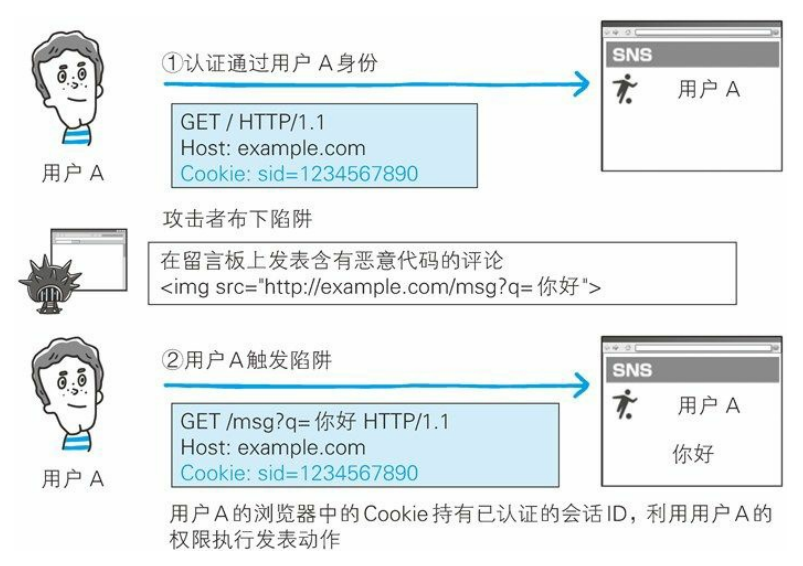 ①认证通过用户 A 身份
SNS
用户 A
GET / HTTP/1.1
Host: example.com
Cookie: sid=1234567890
用户 A
攻击者布下陷阱
在留言板上发表含有恶意代码的评论
<img src="http://example.com/msg?q= 你好 ">
②用户 A 触发陷阱
SNS
用户 A
你好
GET /msg?q= 你好 HTTP/1.1
Host: example.com
Cookie: sid=1234567890
用户 A
用户 A 的浏览器中的 Cookie 持有已认证的会话 ID，利用用户 A 的
权限执行发表动作